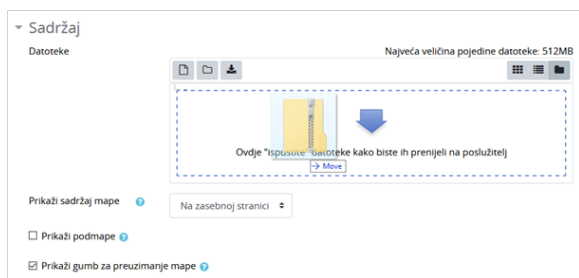 Sadržaj
Datoteke
Najveća veličina pojedine datoteke: 512MB
Ovdje "ispustite" datoteke kako biste ih prenijeli na poslužitelj
Move
Prikaži sadržaj mape
Na zasebnoj stranici
Prikaži podmape
Prikaži gumb za preuzimanje mape